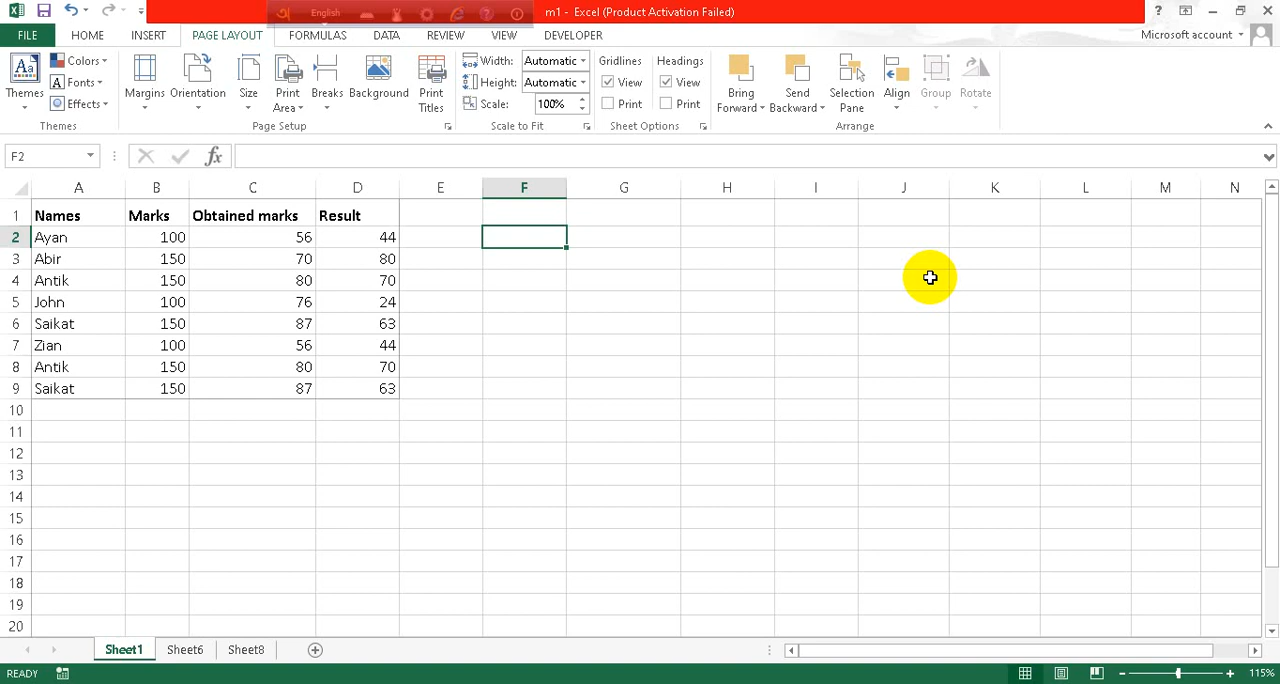 English
m1 - Excel (Product Activation Failed)
?
FILE HOME INSERT PAGE LAYOUT FORMULAS DATA REVIEW VIEW DEVELOPER Microsoft account
Themes
Colors
Fonts
Effects
Themes
Margins Orientation Size Print Area Breaks Background Print Titles
Page Setup
Width: Automatic
Height: Automatic
Scale: 100%
Scale to Fit
Gridlines Headings
View View
Print Print
Sheet Options
Bring Forward Send Backward Selection Pane Align Group Rotate
Arrange
F2 fx
A B C D E F G H I J K L M N
1 Names Marks Obtained marks Result
2 Ayan 100 56 44
3 Abir 150 70 80
4 Antik 150 80 70
5 John 100 76 24
6 Saikat 150 87 63
7 Zian 100 56 44
8 Antik 150 80 70
9 Saikat 150 87 63
10
11
12
13
14
15
16
17
18
19
20
Sheet1 Sheet6 Sheet8
READY 115%